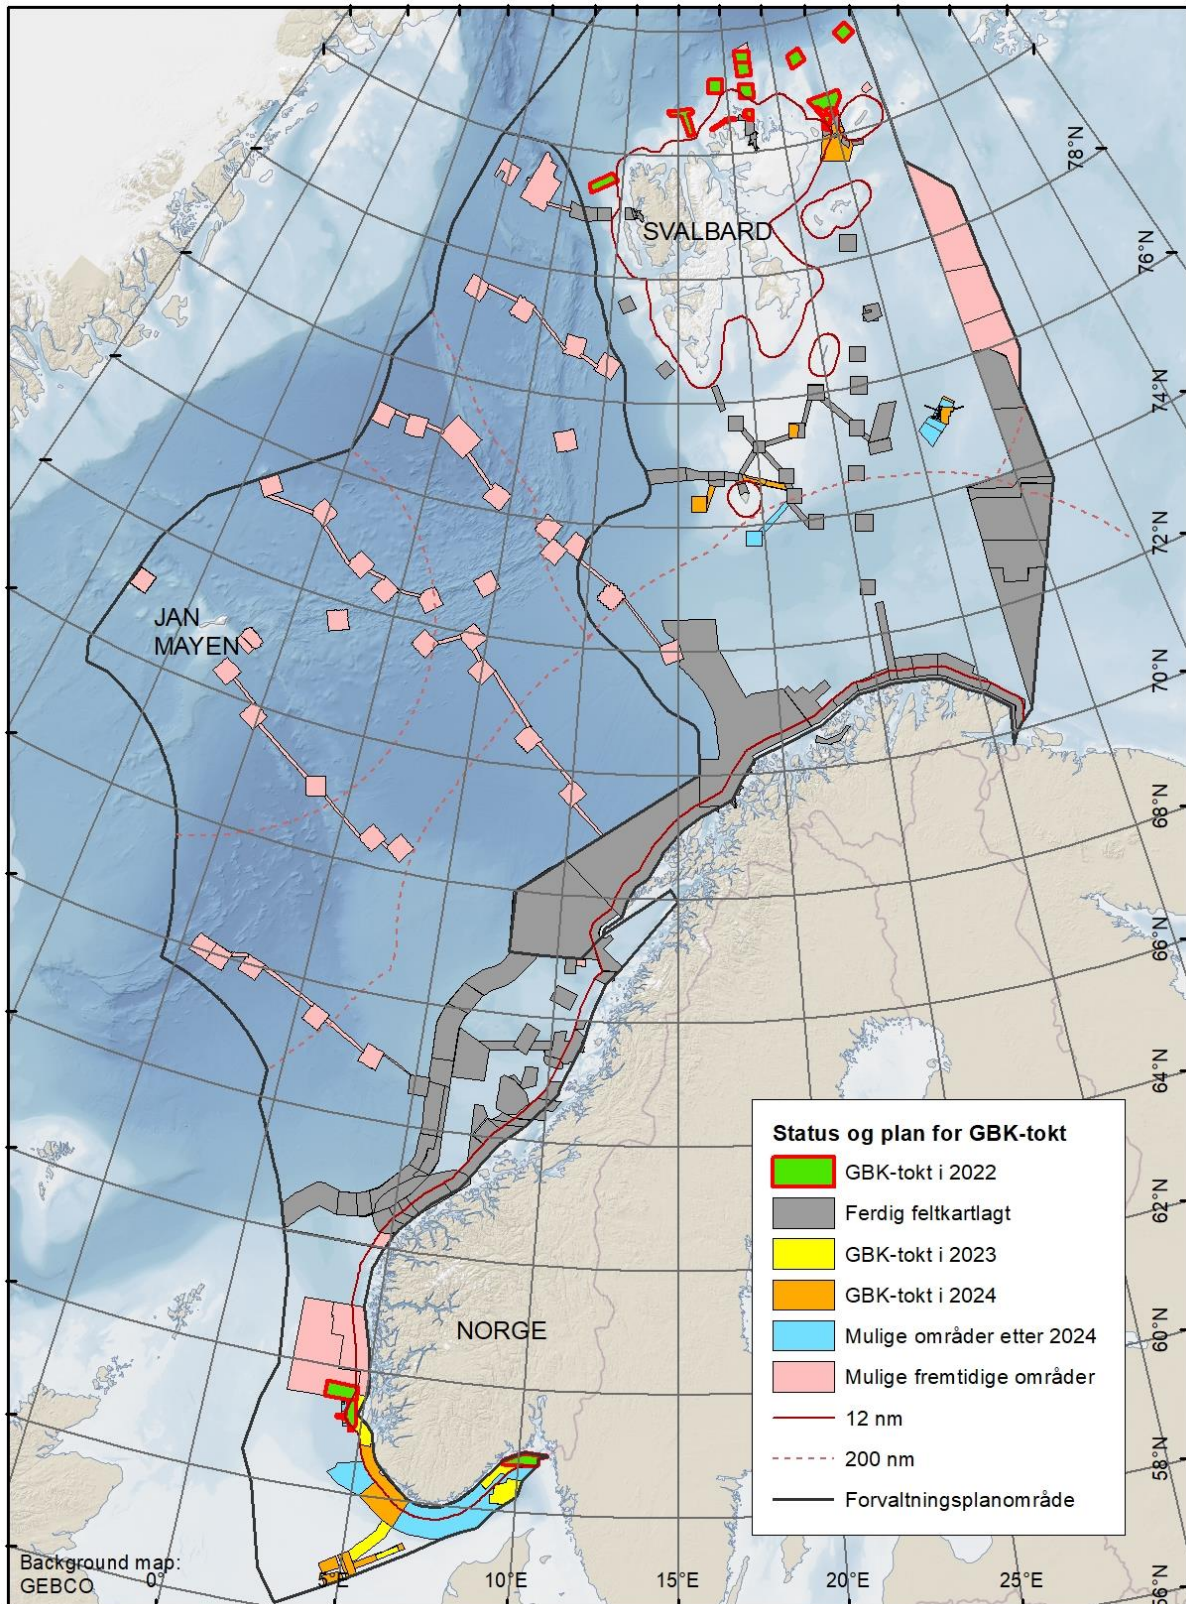 78°N
SVALBARD
76°N
74°N
72°N
JAN
MAYEN
70°N
68°N
66°N
64°N
62°N
60°N
58°N
56°N
NORGE
Status og plan for GBK-tokt
GBK-tokt i 2022
Ferdig feltkartlagt
GBK-tokt i 2023
GBK-tokt i 2024
Mulige områder etter 2024
Mulige fremtidige områder
12 nm
200 nm
Forvaltningsplanområde
Background map:
GEBCO
0°
5°E
10°E
15°E
20°E
25°E